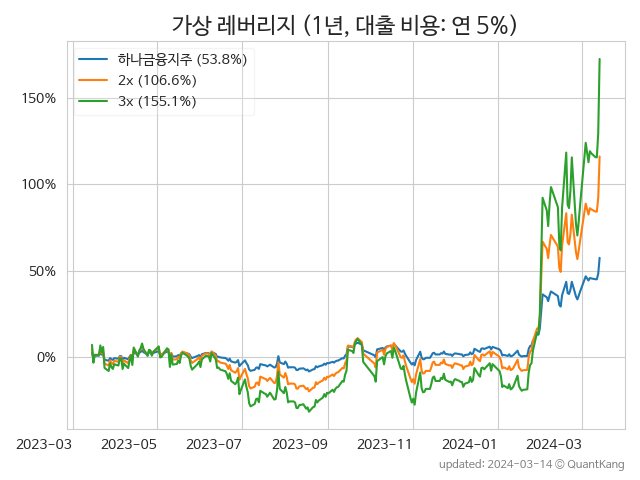 가상 레버리지 (1년, 대출 비용: 연 5%)
하나금융지주 (53.8%)
2x (106.6%)
3x (155.1%)
150%
100%
50%
0%
2023-03 2023-05 2023-07 2023-09 2023-11 2024-01 2024-03
updated: 2024-03-14 © QuantKang